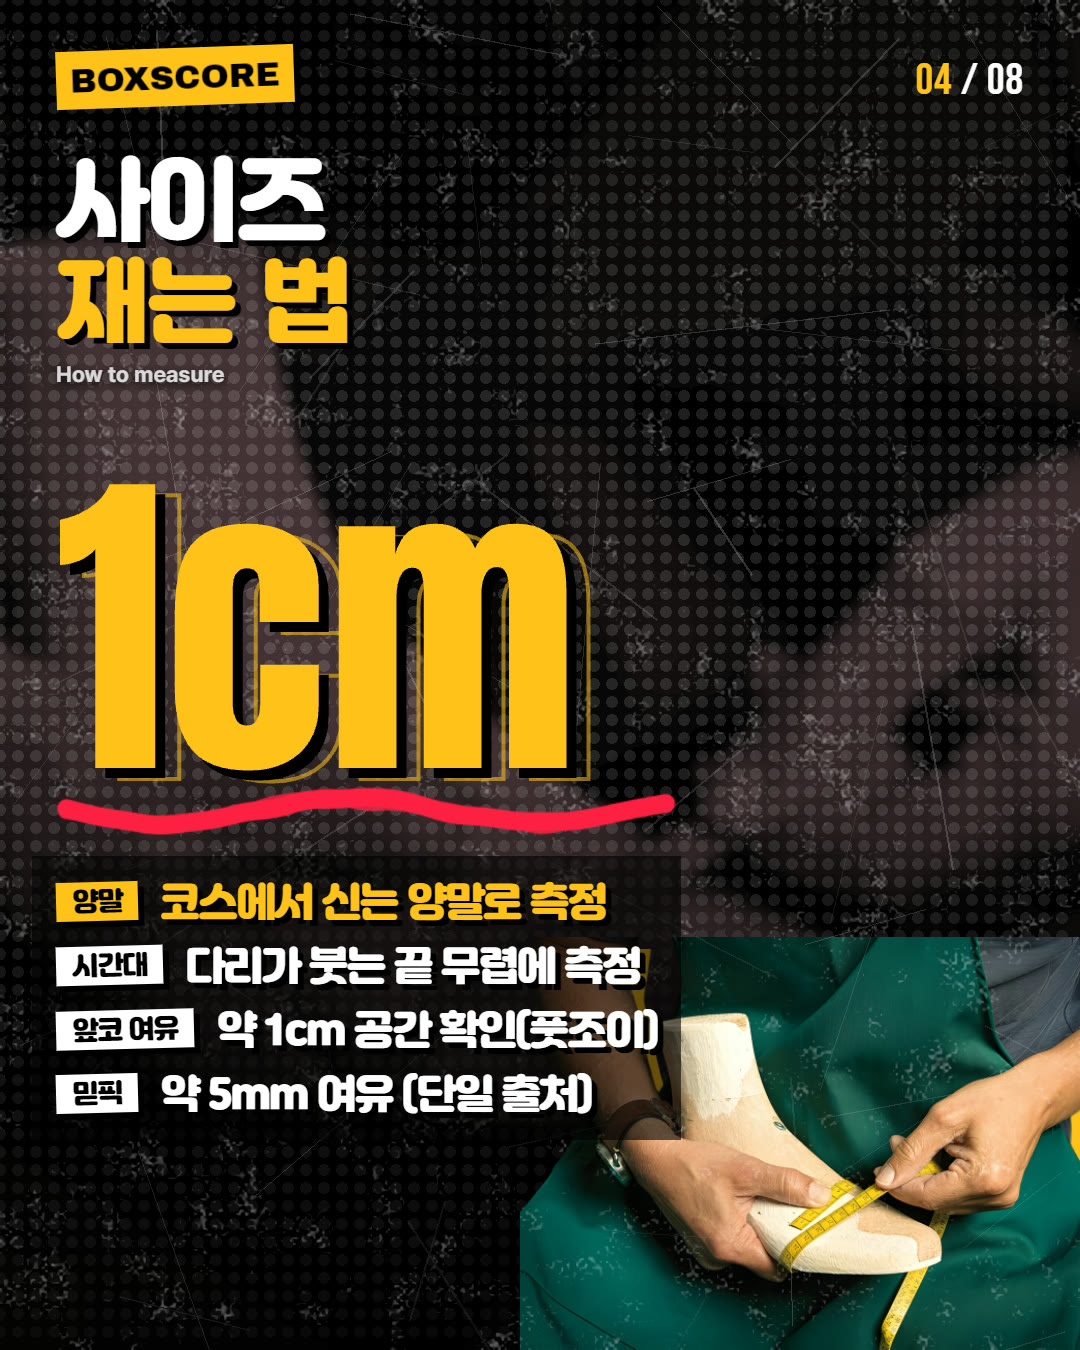 BOXSCORE
04 / 08
사이즈
재는 법
How to measure
1cm
양말 코스에서 신는 양말로 측정
시간대 다리가 붓는 끝 무렵에 측정
앞코 여유 약 1cm 공간 확인(풋조이)
믿픽 약 5mm 여유 (단일 출처)